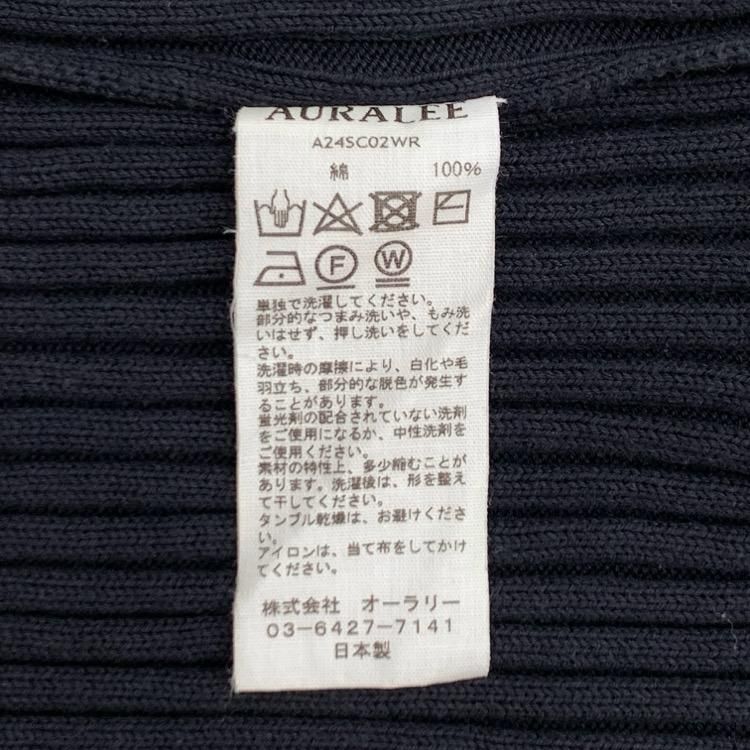 AURALEE
A24SC02WR
綿 100%
F W
単独で洗濯してください。
部分的なつまみ洗いや、もみ洗
いはせず、押し洗いをしてくだ
さい。
洗濯時の摩擦により、白化や毛
羽立ち、部分的な脱色が発生す
ることがあります。
蛍光剤の配合されていない洗剤
をご使用になるか、中性洗剤を
ご使用ください。
素材の特性上、多少縮むことが
あります。洗濯後は、形を整え
て干してください。
タンブル乾燥は、お避けくださ
い。
アイロンは、当て布をしてかけ
てください。
株式会社 オーラリー
03-6427-7141
日本製